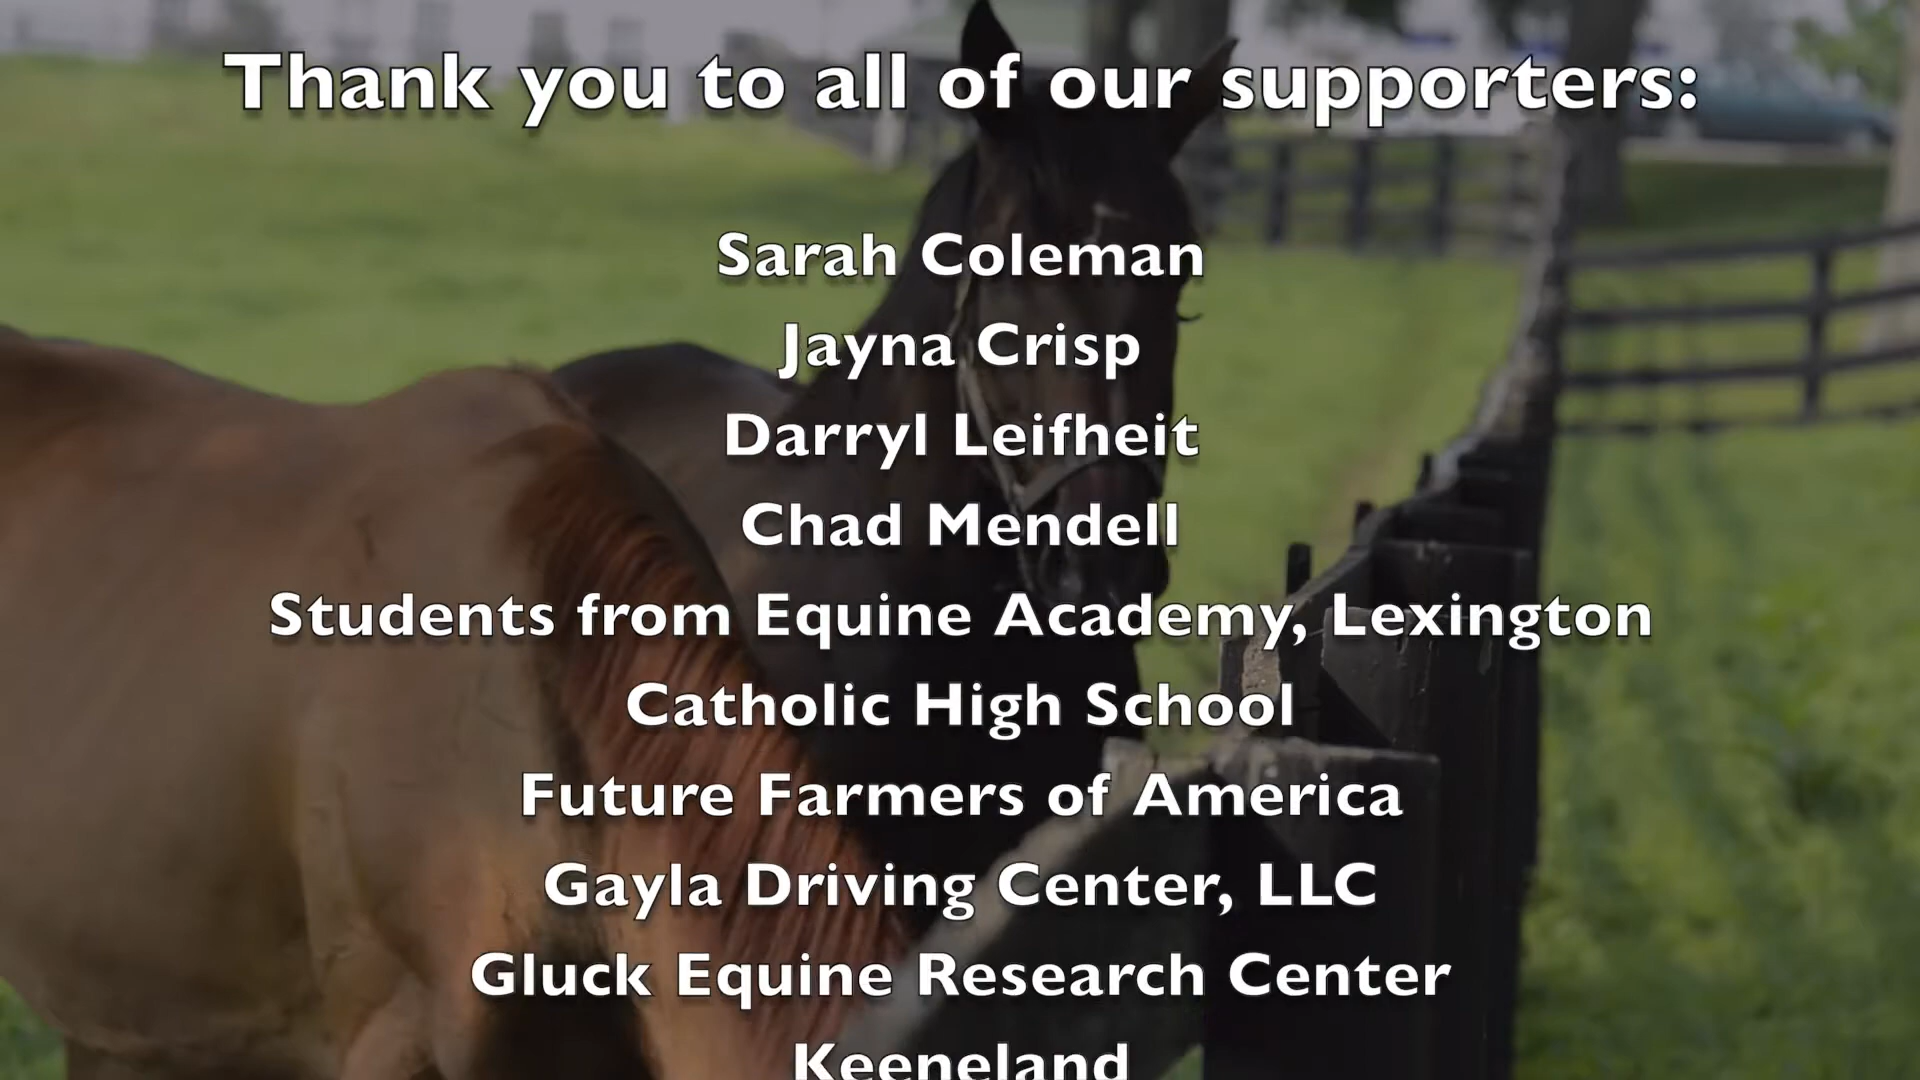 Thank you to all of our supporters:
Sarah Coleman
Jayna Crisp
Darryl Leifheit
Chad Mendell
Students from Equine Academy, Lexington
Catholic High School
Future Farmers of America
Gayla Driving Center, LLC
Gluck Equine Research Center
Keeneland